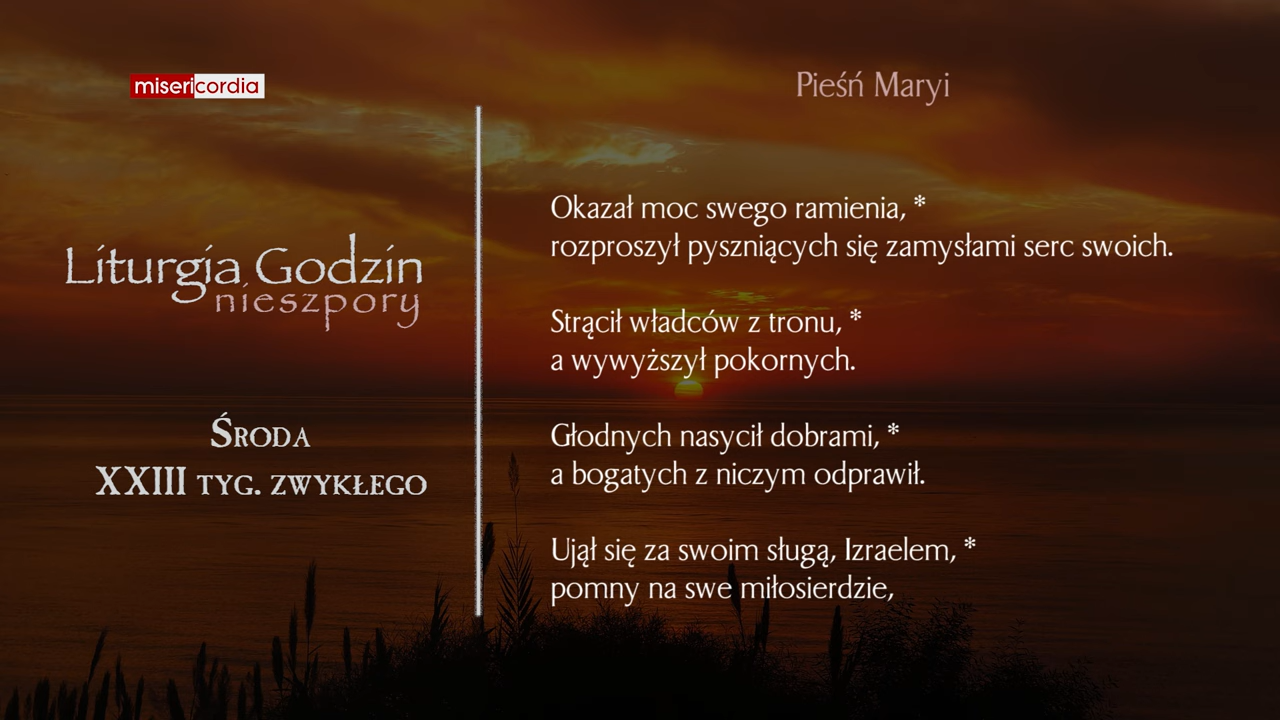 misericordia
Liturgia Godzin
nieszpory
Środa
XXIII tyg. zwykłego
Pieśń Maryi
Okazał moc swego ramienia, *
rozproszył pyszniących się zamysłami serc swoich.
Strącił władców z tronu, *
a wywyższył pokornych.
Głodnych nasycił dobrami, *
a bogatych z niczym odprawił.
Ujął się za swoim sługą, Izraelem, *
pomny na swe miłosierdzie,